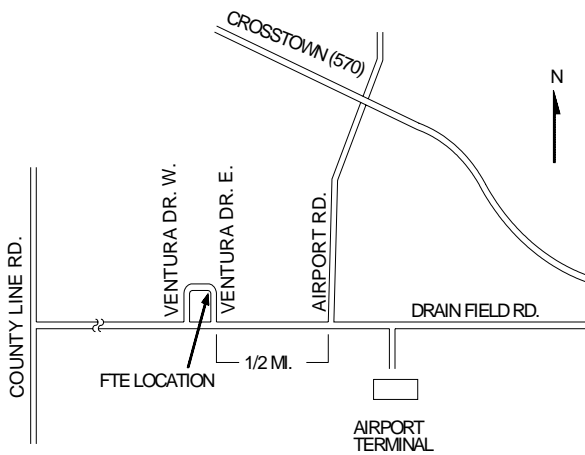 CROSSTOWN (570)
N
VENTURA DR. W.
VENTURA DR. E.
AIRPORT RD.
COUNTY LINE RD.
DRAIN FIELD RD.
1/2 MI.
FTE LOCATION
AIRPORT
TERMINAL